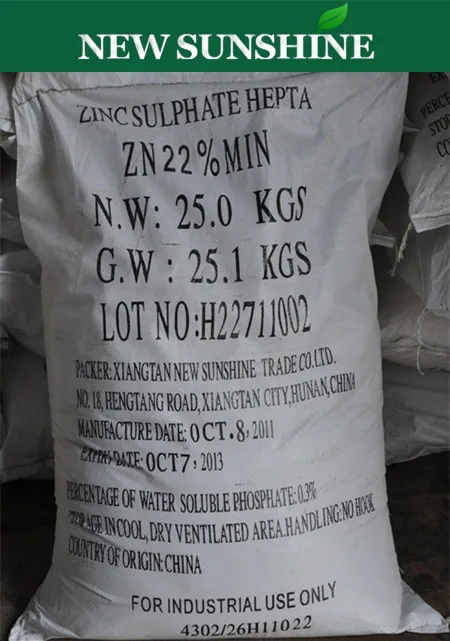 NEW SUNSHINE
ZINC SULPHATE HEPTA
ZN 22%MIN
N.W: 25.0 KGS
G.W: 25.1 KGS
LOT NO:H22711002
PACKER:XIANGTAN NEW SUNSHINE TRADE CO.LTD.
NO. 18, HENGTANG ROAD, XIANGTAN CITY, HUNAN, CHINA
MANUFACTURE DATE: OCT.8, 2011
DATE: OCT7, 2013
PERCENTAGE OF WATER SOLUBLE PHOSPHATE: 0.3%
IN COOL, DRY VENTILATED AREA. HANDLING: NO HOOK
COUNTRY OF ORIGIN: CHINA
FOR INDUSTRIAL USE ONLY
4302/26H11022